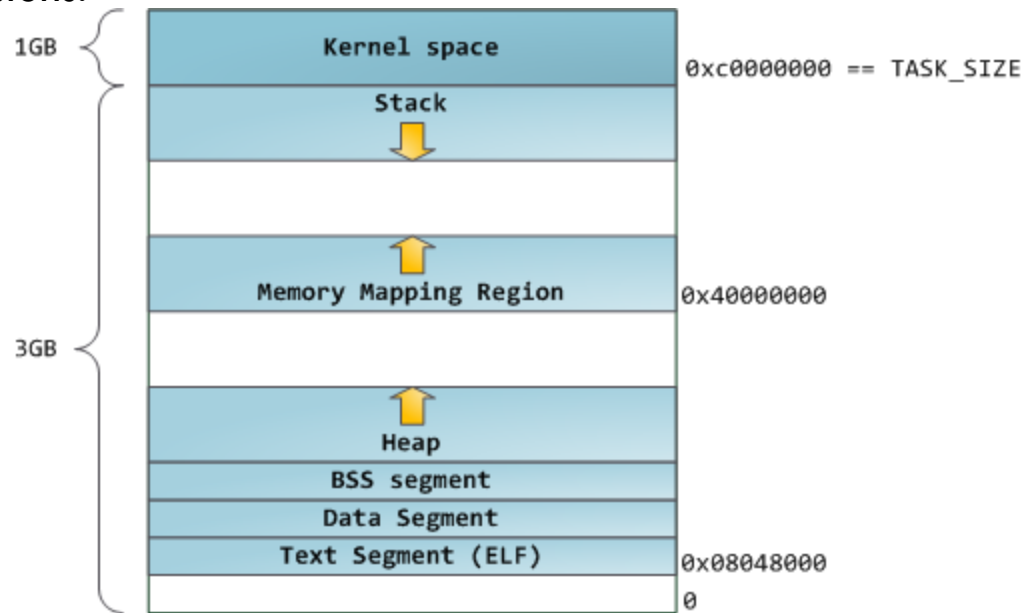 1GB
Kernel space
0xc0000000 == TASK_SIZE
Stack
Memory Mapping Region
0x40000000
3GB
Heap
BSS segment
Data Segment
Text Segment (ELF)
0x08048000
0